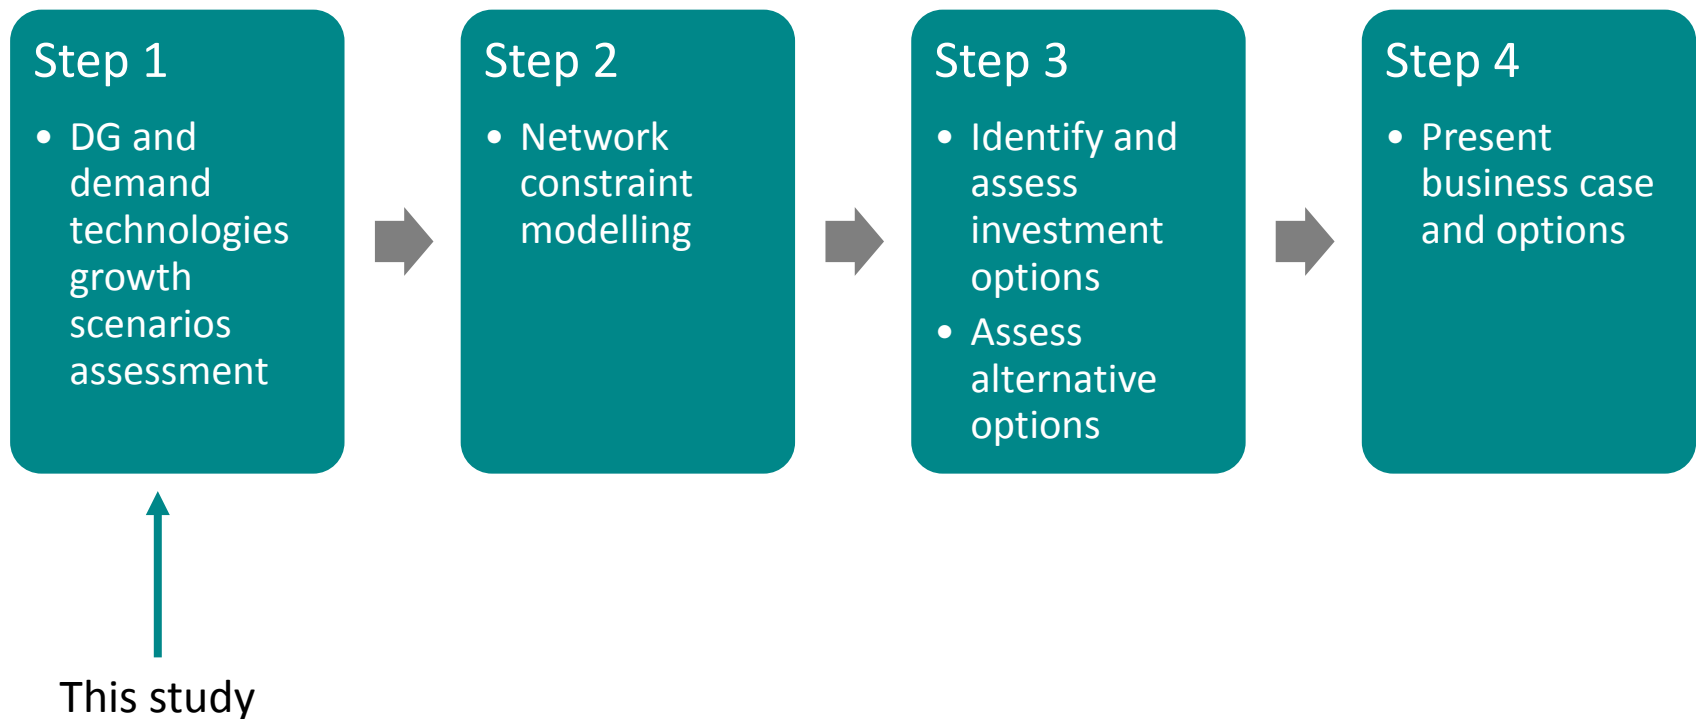 Step 1
• DG and
demand
technologies
growth
scenarios
assessment
Step 2
• Network
constraint
modelling
Step 3
• Identify and
assess
investment
options
• Assess
alternative
options
Step 4
• Present
business case
and options
This study